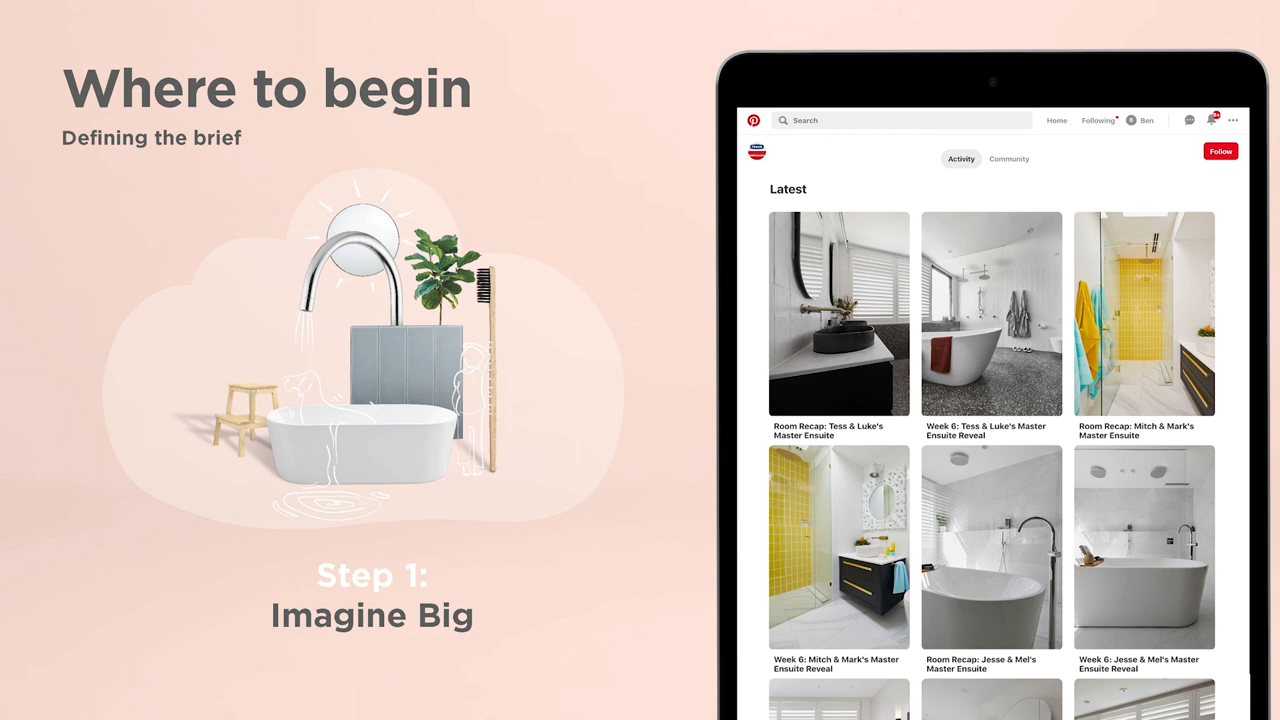 Where to begin
Defining the brief
Step 1:
Imagine Big
Search
Home
Following
B
Ben
Activity
Community
Follow
Latest
Room Recap: Tess & Luke's
Master Ensuite
Week 6: Tess & Luke's Master
Ensuite Reveal
Room Recap: Mitch & Mark's
Master Ensuite
Week 6: Mitch & Mark's Master
Ensuite Reveal
Room Recap: Jesse & Mel's
Master Ensuite
Week 6: Jesse & Mel's Master
Ensuite Reveal